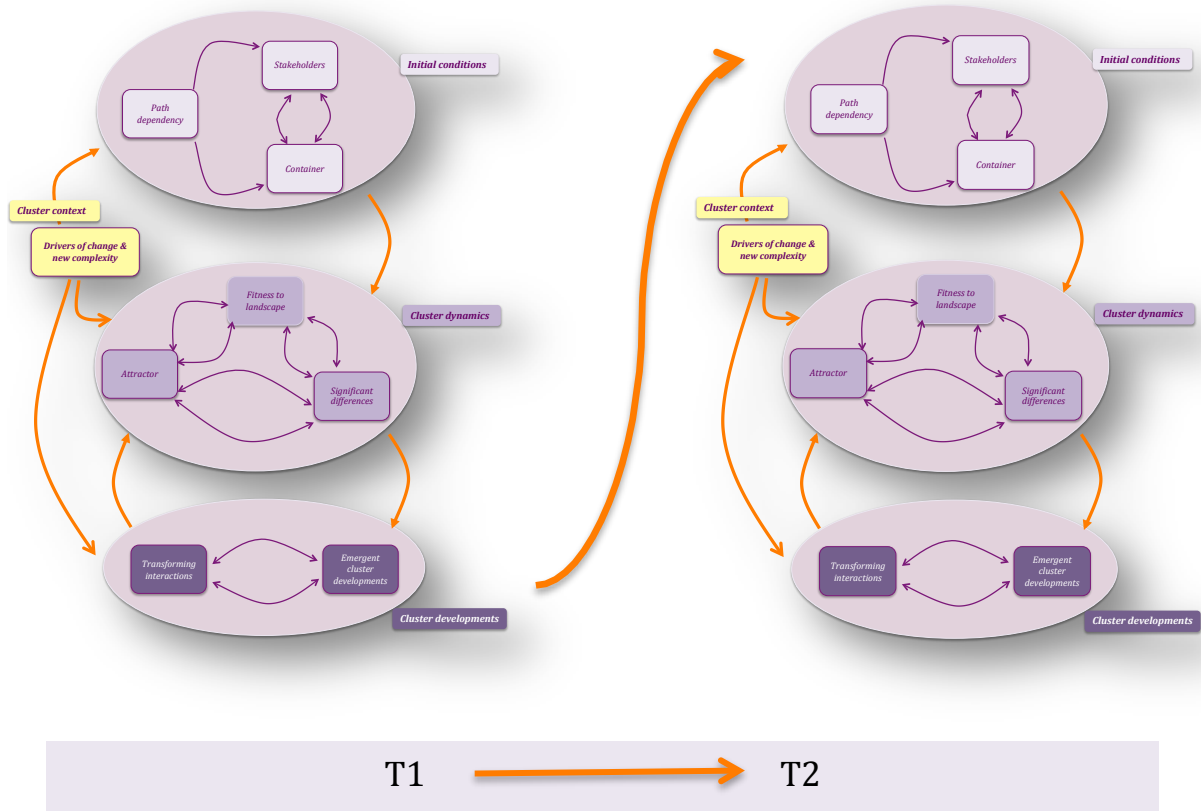 Stakeholders
Initial conditions
Path
dependency
Container
Cluster context
Drivers of change &
new complexity
Fitness to
landscape
Cluster dynamics
Attractor
Significant
differences
Transforming
interactions
Emergent
cluster
developments
Cluster developments
Stakeholders
Initial conditions
Path
dependency
Container
Cluster context
Drivers of change &
new complexity
Fitness to
landscape
Cluster dynamics
Attractor
Significant
differences
Transforming
interactions
Emergent
cluster
developments
Cluster developments
T1
T2